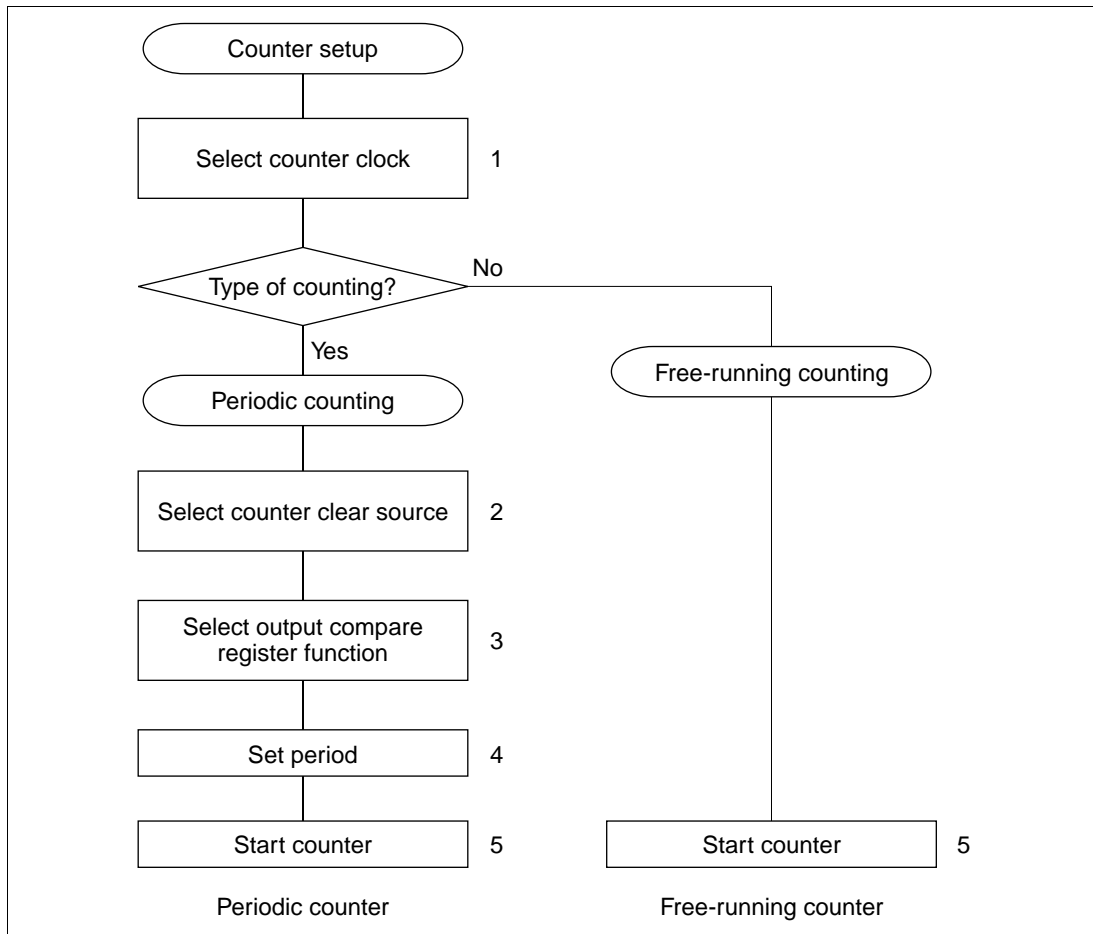 Counter setup
Select counter clock
1
Type of counting?
No
Yes
Periodic counting
Free-running counting
Select counter clear source
2
Select output compare
register function
3
Set period
4
Start counter
5
Start counter
5
Periodic counter
Free-running counter